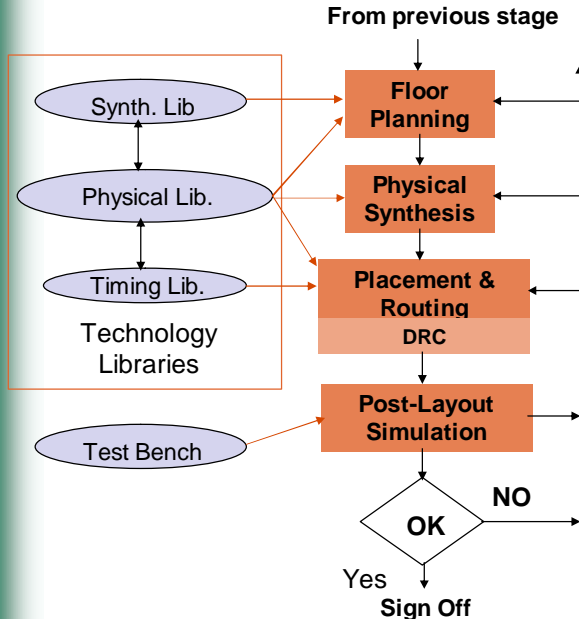 From previous stage
Synth. Lib
Floor
Planning
Physical Lib.
Physical
Synthesis
Timing Lib.
Placement &
Routing
DRC
Technology
Libraries
Post-Layout
Simulation
Test Bench
NO
OK
Yes
Sign Off